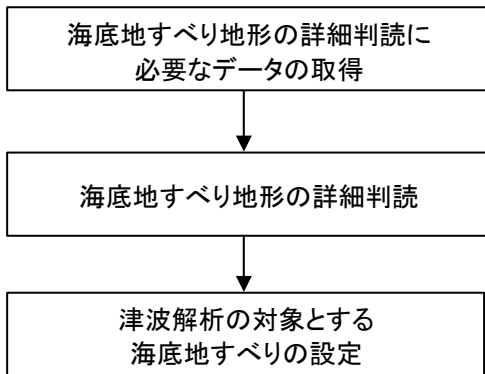 海底地すべり地形の詳細判読に
必要なデータの取得
海底地すべり地形の詳細判読
津波解析の対象とする
海底地すべりの設定